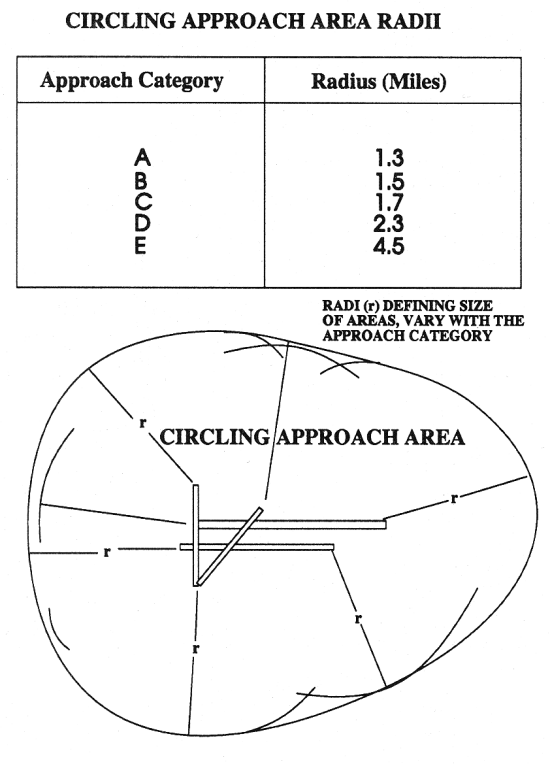 CIRCLING APPROACH AREA RADII
Approach Category Radius (Miles)
A 1.3
B 1.5
C 1.7
D 2.3
E 4.5
RADI (r) DEFINING SIZE
OF AREAS, VARY WITH THE
APPROACH CATEGORY
r
CIRCLING APPROACH AREA
r
r
r
r